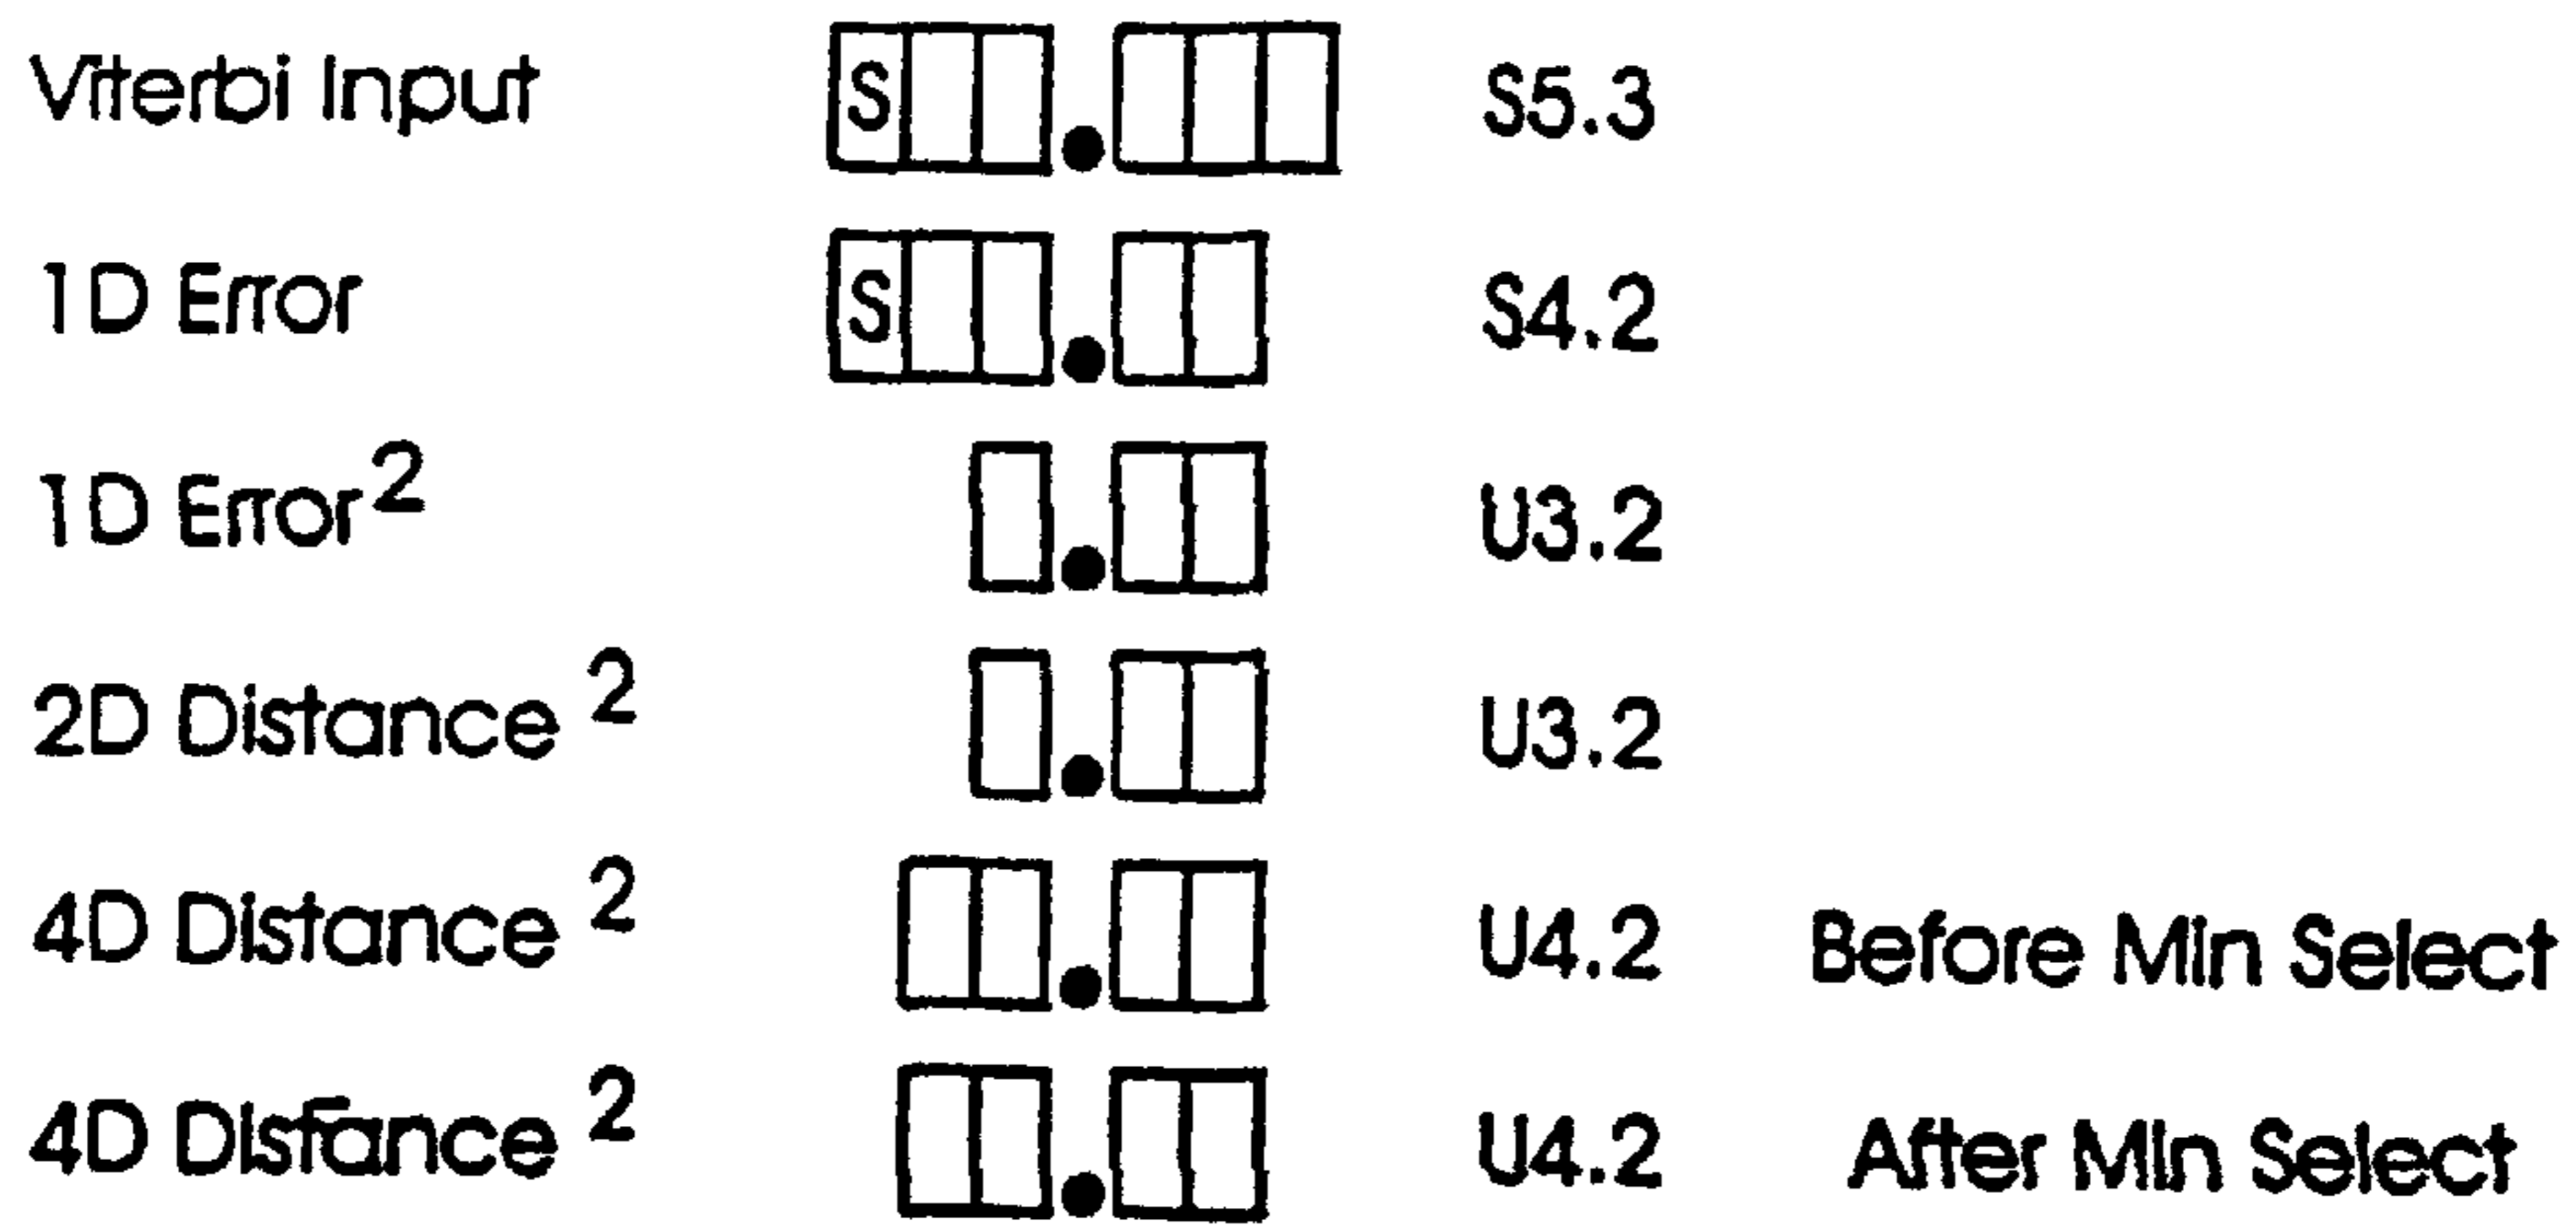 Viterbi Input S . S5.3
1D Error S . S4.2
1D Error² . U3.2
2D Distance ² . U3.2
4D Distance ² . U4.2 Before Min Select
4D Distance ² . U4.2 After Min Select